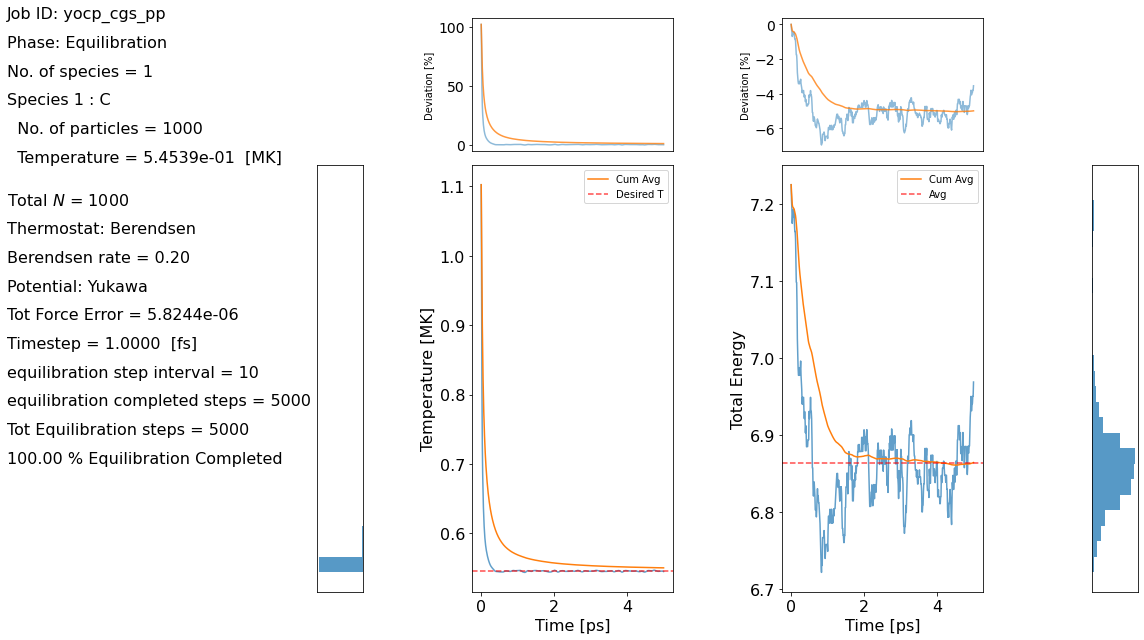 Job ID: yocp_cgs_pp
Phase: Equilibration
No. of species = 1
Species 1 : C
No. of particles = 1000
Temperature = 5.4539e-01  [MK]
Total N = 1000
Thermostat: Berendsen
Berendsen rate = 0.20
Potential: Yukawa
Tot Force Error = 5.8244e-06
Timestep = 1.0000  [fs]
equilibration step interval = 10
equilibration completed steps = 5000
Tot Equilibration steps = 5000
100.00 % Equilibration Completed
Deviation [%]
100
50
0
Deviation [%]
0
−2
−4
−6
Temperature [MK]
1.1
1.0
0.9
0.8
0.7
0.6
Cum Avg
Desired T
0
2
4
Time [ps]
Total Energy
7.2
7.1
7.0
6.9
6.8
6.7
Cum Avg
Avg
0
2
4
Time [ps]